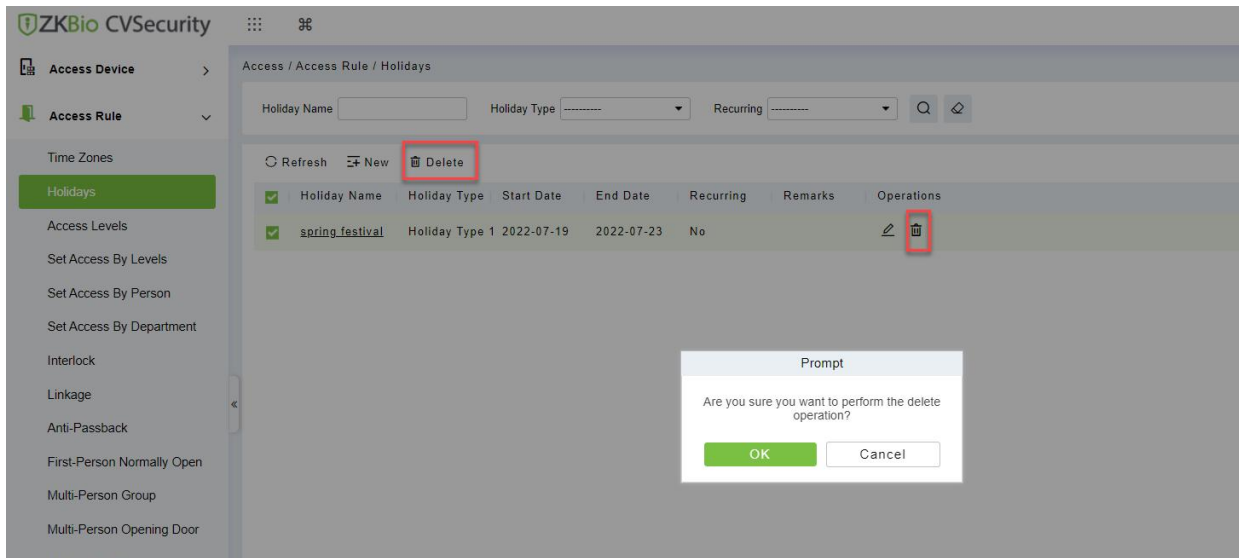 ZKBio CVSecurity
Access Device
Access Rule
Time Zones
Holidays
Access Levels
Set Access By Levels
Set Access By Person
Set Access By Department
Interlock
Linkage
Anti-Passback
First-Person Normally Open
Multi-Person Group
Multi-Person Opening Door
Access / Access Rule / Holidays
Holiday Name Holiday Type ---------- Recurring ----------
Refresh New Delete
Holiday Name Holiday Type Start Date End Date Recurring Remarks Operations
spring festival Holiday Type 1 2022-07-19 2022-07-23 No
Prompt
Are you sure you want to perform the delete
operation?
OK Cancel